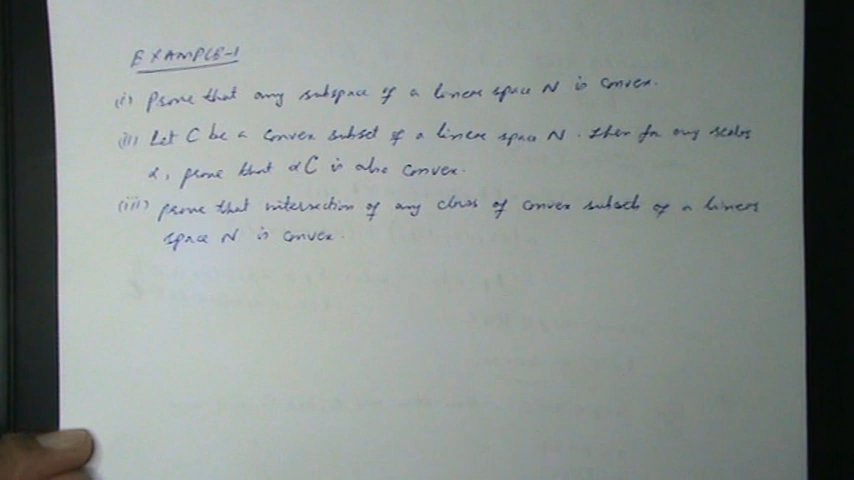 EXAMPLE-1
(i) Prove that any subspace of a linear space N is convex.
(ii) Let C be a convex subset of a linear space N. Then for any scalar
α, prove that αC is also convex.
(iii) prove that intersection of any class of convex subsets of a linear
space N is convex.